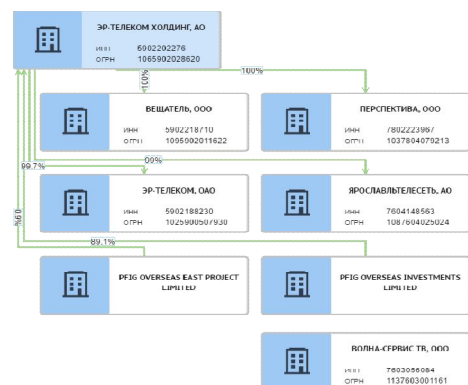 ЭР-ТЕЛЕКОМ ХОЛДИНГ, АО
ИНН 5902202276
ОГРН 1065902028620
100%
100%
ВЕЩАТЕЛЬ, ООО
ИНН 5902218710
ОГРН 1095902011622
ПЕРСПЕКТИВА, ООО
ИНН 7802223967
ОГРН 1037804079213
99%
99.7%
ЭР-ТЕЛЕКОМ, ОАО
ИНН 5902188230
ОГРН 1025900507930
ЯРОСЛАВЛЬТЕЛЕСЕТЬ, АО
ИНН 7604148563
ОГРН 1087604025024
89.1%
PFIG OVERSEAS EAST PROJECT
LIMITED
PFIG OVERSEAS INVESTMENTS
LIMITED
ВОЛНА-СЕРВИС ТВ, ООО
ИНН 7603056084
ОГРН 1137603001161